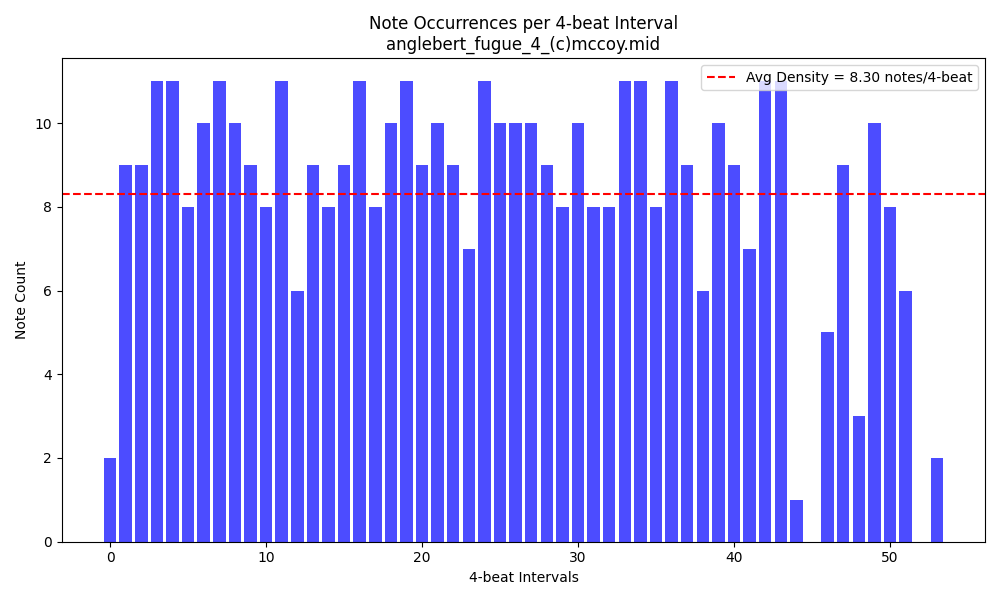 Note Occurrences per 4-beat Interval
anglebert_fugue_4_(c)mccoy.mid
Avg Density = 8.30 notes/4-beat
Note Count
10
8
6
4
2
0
0 10 20 30 40 50
4-beat Intervals